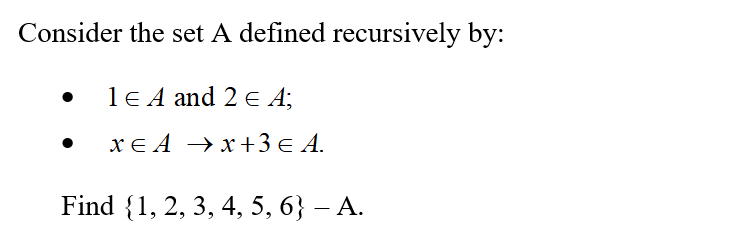 Consider the set A defined recursively by:
• 1 ∈ A and 2 ∈ A;
• x ∈ A → x+3 ∈ A.
Find {1, 2, 3, 4, 5, 6} – A.